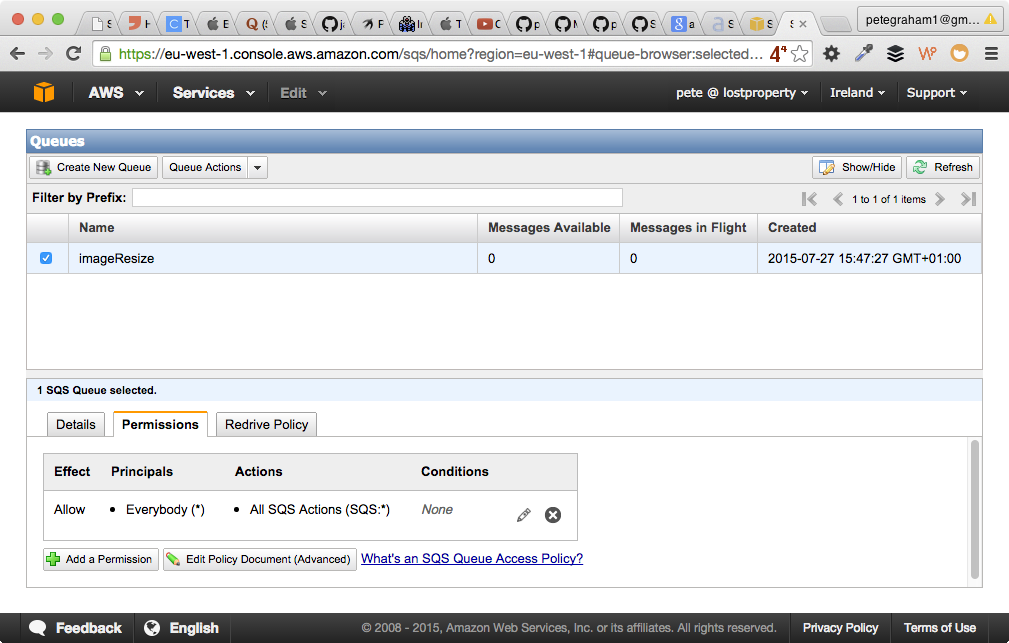 petegraham1@gm...
https://eu-west-1.console.aws.amazon.com/sqs/home?region=eu-west-1#queue-browser:selected... 4⁴
AWS Services Edit pete @ lostproperty Ireland Support
Queues
Create New Queue Queue Actions Show/Hide Refresh
Filter by Prefix: 1 to 1 of 1 items
Name Messages Available Messages in Flight Created
imageResize 0 0 2015-07-27 15:47:27 GMT+01:00
1 SQS Queue selected.
Details Permissions Redrive Policy
Effect Principals Actions Conditions
Allow • Everybody (*) • All SQS Actions (SQS:*) None
Add a Permission Edit Policy Document (Advanced) What's an SQS Queue Access Policy?
Feedback English © 2008 - 2015, Amazon Web Services, Inc. or its affiliates. All rights reserved. Privacy Policy Terms of Use